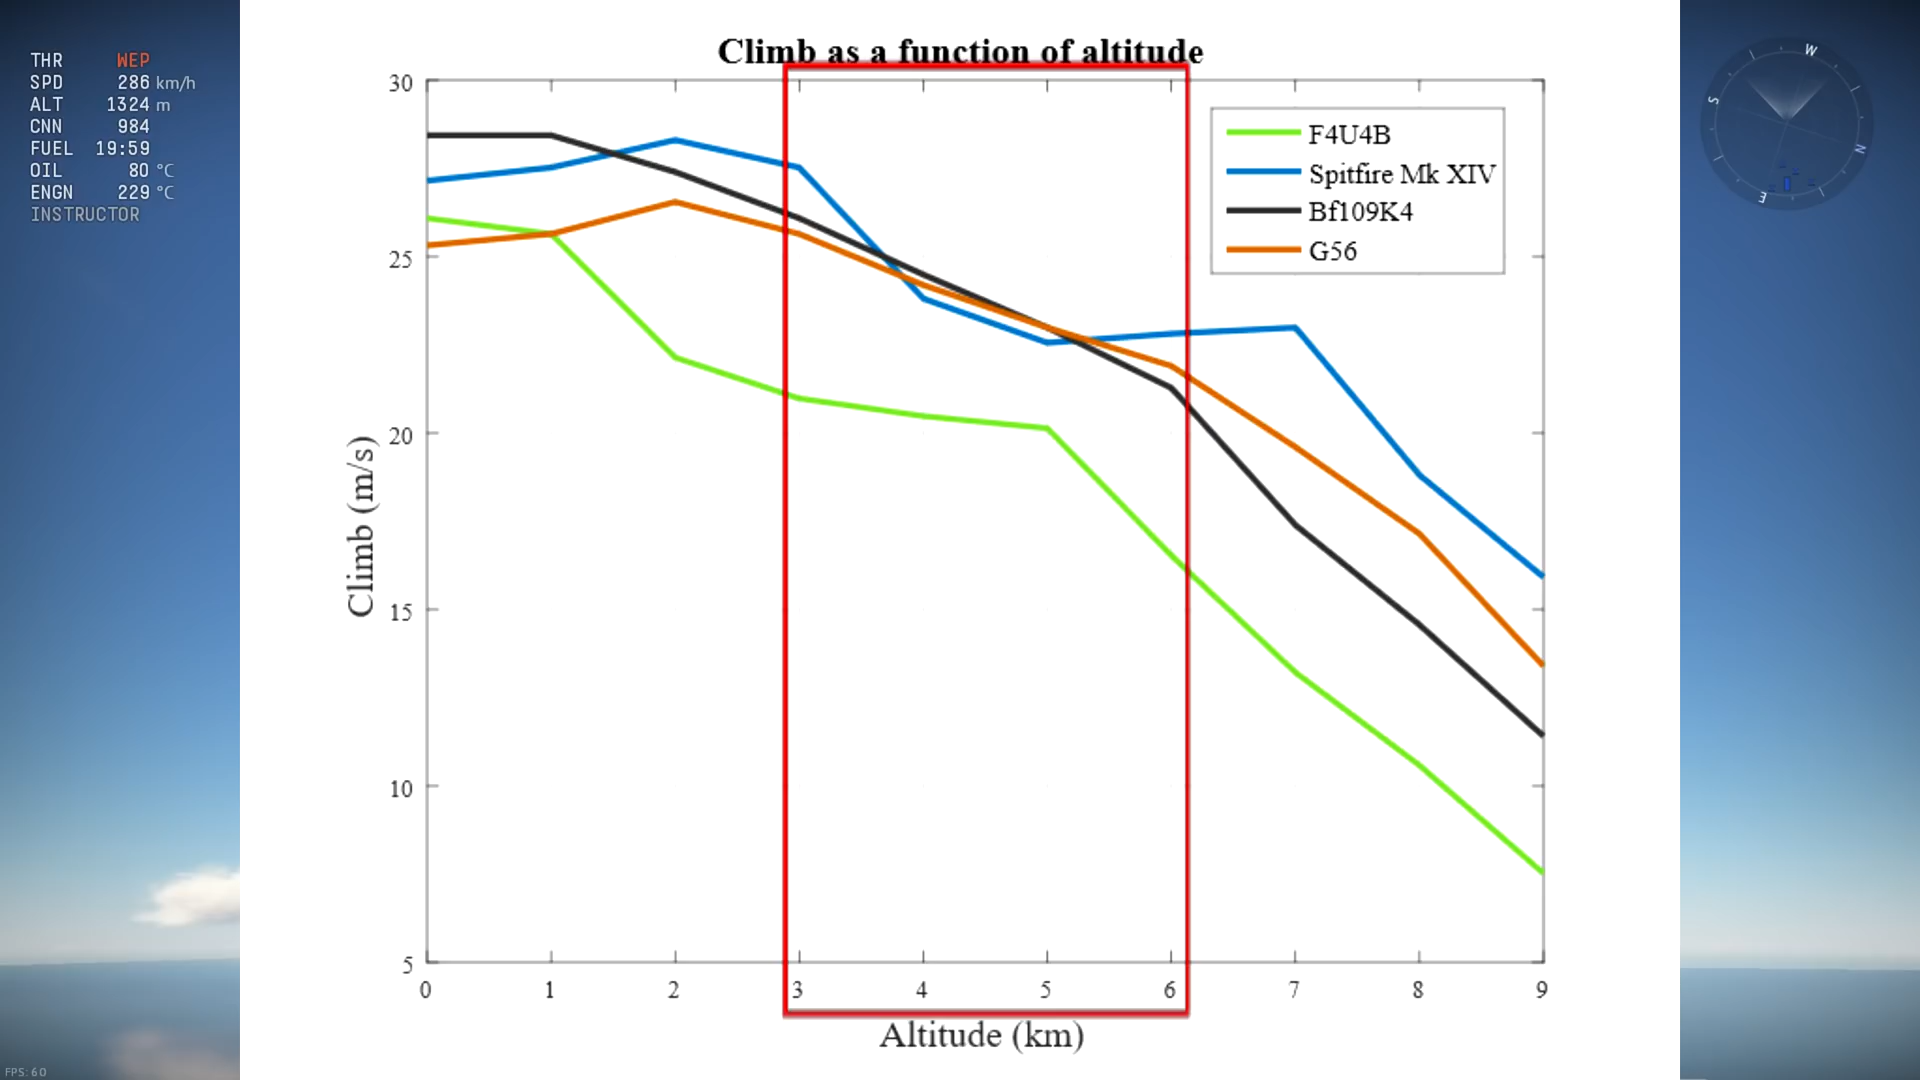 THR WEP
SPD 286 km/h
ALT 1324 m
CNN 984
FUEL 19:59
OIL 80 °C
ENGN 229 °C
INSTRUCTOR
FPS: 60
Climb as a function of altitude
30
25
20
15
10
5
Climb (m/s)
F4U4B
Spitfire Mk XIV
Bf109K4
G56
0 1 2 3 4 5 6 7 8 9
Altitude (km)
W
S
N
E